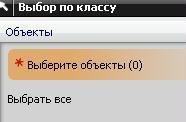 Выбор по классу
Объекты
* Выберите объекты (0)
Выбрать все